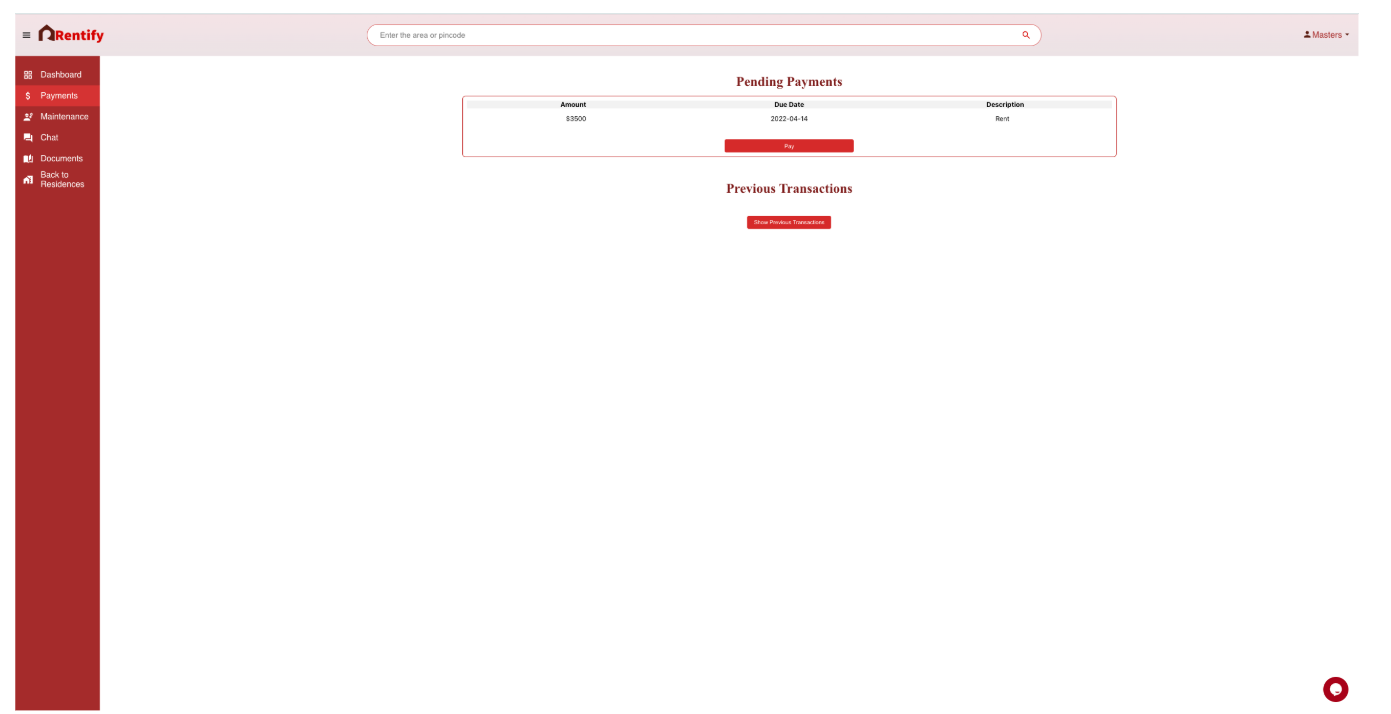 Rentify
Enter the area or pincode
Masters
Dashboard
Payments
Maintenance
Chat
Documents
Back to
Residences
Pending Payments
Amount Due Date Description
$3500 2022-04-14 Rent
Pay
Previous Transactions
Show Previous Transactions